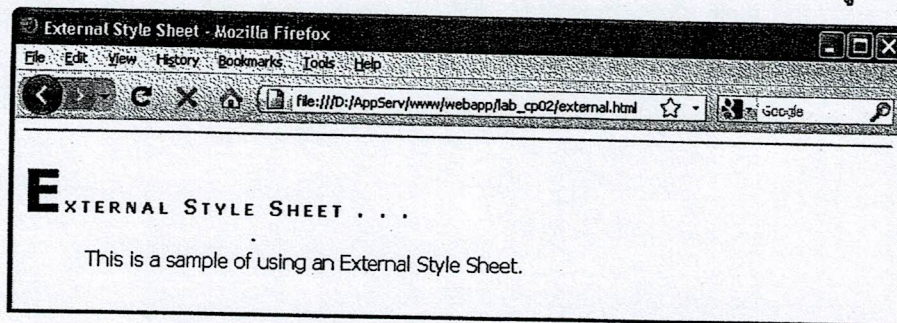 External Style Sheet - Mozilla Firefox
File Edit View History Bookmarks Tools Help
file:///D:/AppServ/www/webapp/lab_cp02/external.html
Google
EXTERNAL STYLE SHEET . . .
This is a sample of using an External Style Sheet.